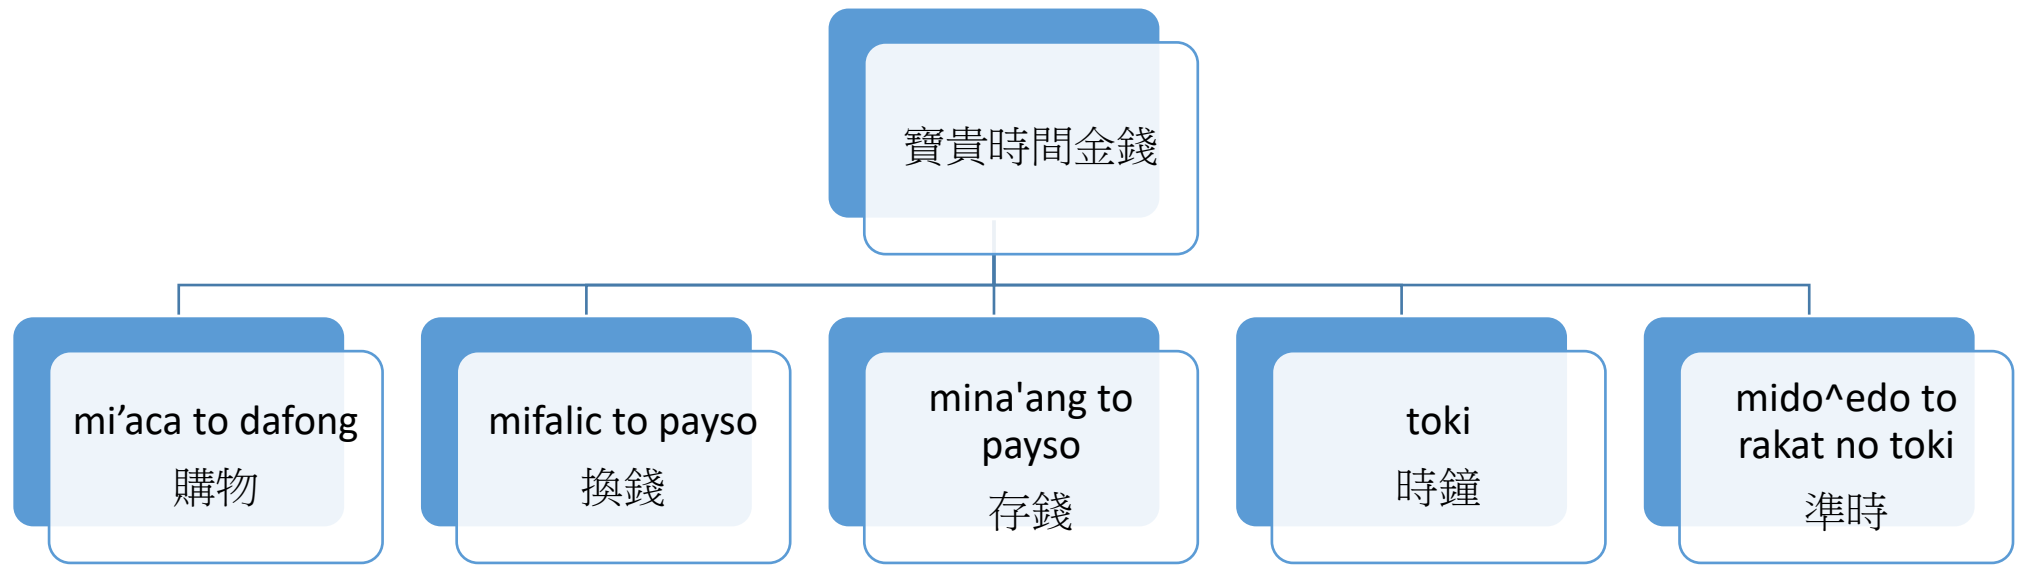 寶貴時間金錢
mi’aca to dafong
購物
mifalic to payso
換錢
mina'ang to
payso
存錢
toki
時鐘
mido^edo to
rakat no toki
準時